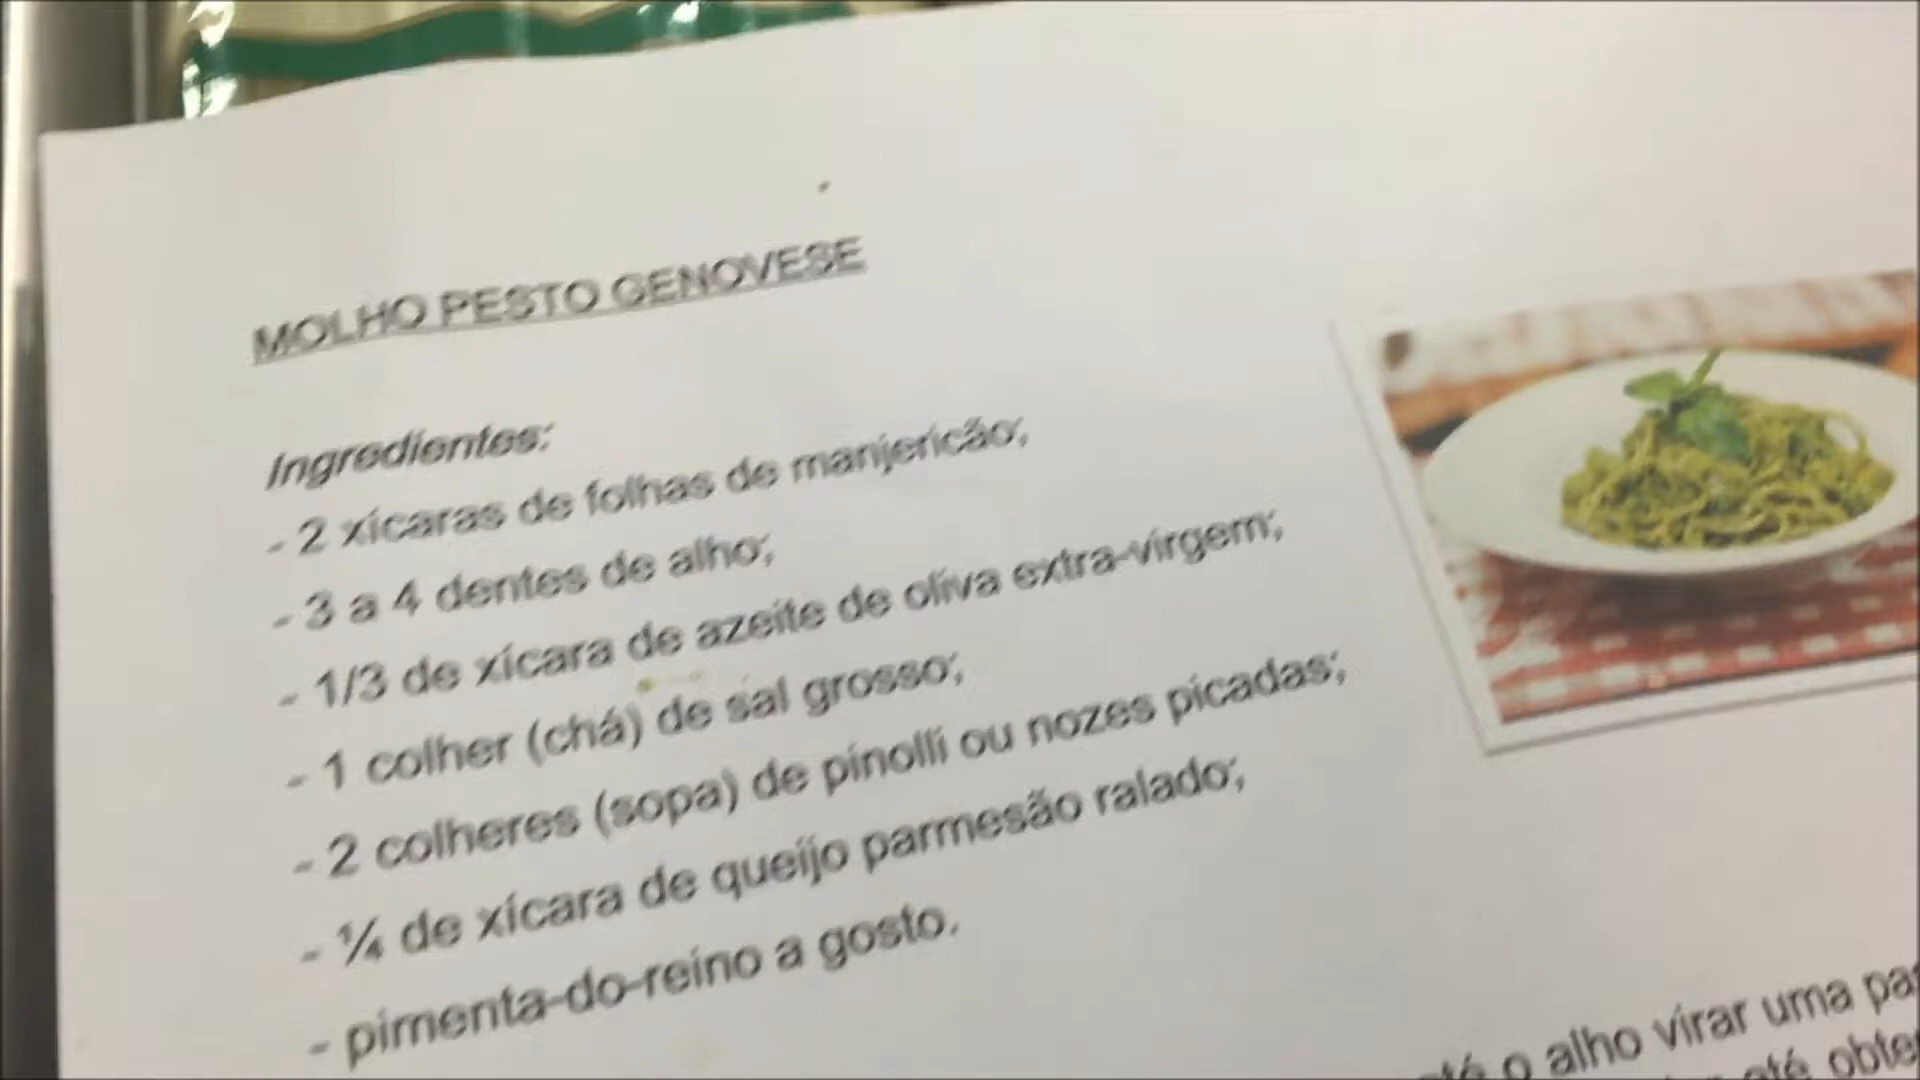 MOLHO PESTO GENOVESE
Ingredientes:
- 2 xícaras de folhas de manjericão;
- 3 a 4 dentes de alho;
- 1/3 de xícara de azeite de oliva extra-virgem;
- 1 colher (chá) de sal grosso;
- 2 colheres (sopa) de pinolli ou nozes picadas;
- ¼ de xícara de queijo parmesão ralado;
- pimenta-do-reino a gosto.
o alho virar uma
até